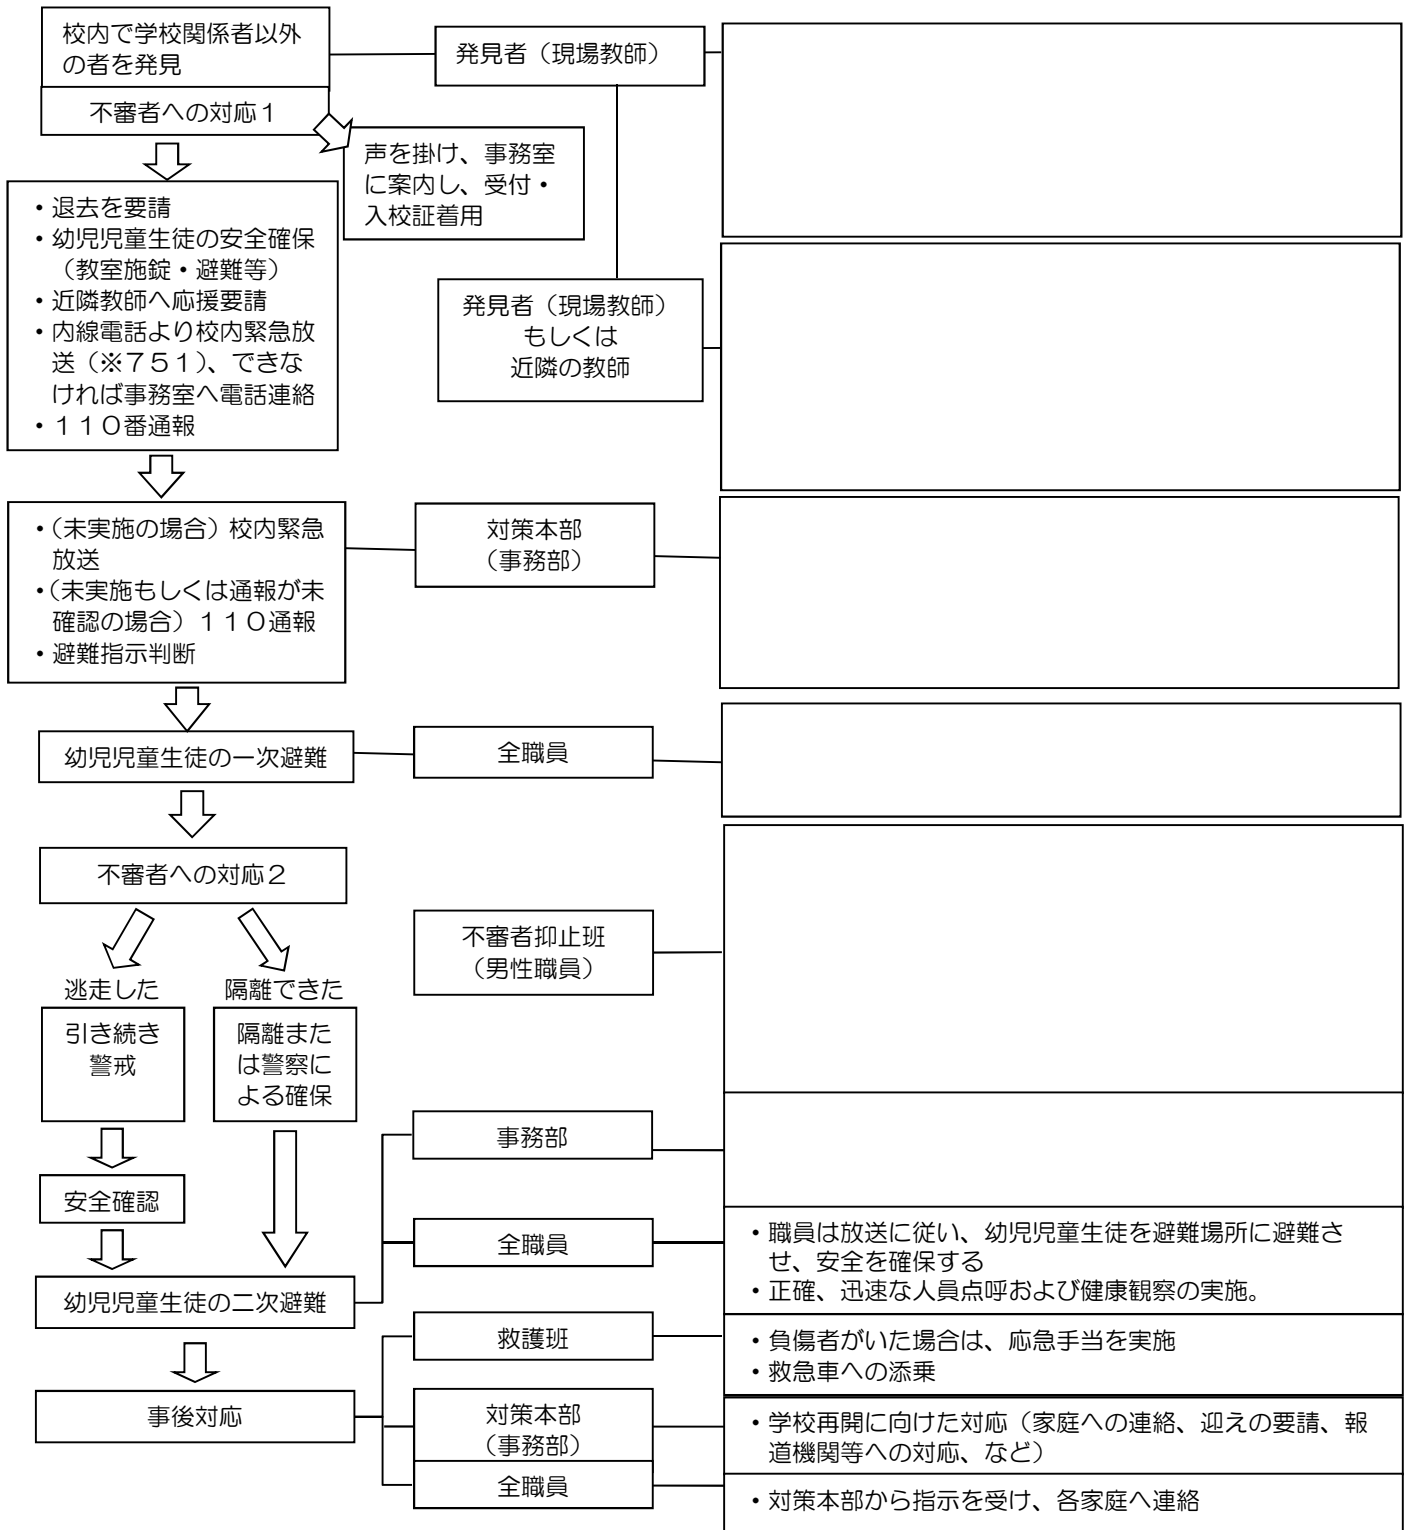 校内で学校関係者以外
の者を発見
発見者（現場教師）
不審者への対応１
声を掛け、事務室
に案内し、受付・
入校証着用
・退去を要請
・幼児児童生徒の安全確保
（教室施錠・避難等）
・近隣教師へ応援要請
・内線電話より校内緊急放
送（※７５１）、できな
ければ事務室へ電話連絡
・１１０番通報
発見者（現場教師）
もしくは
近隣の教師
・（未実施の場合）校内緊急
放送
・（未実施もしくは通報が未
確認の場合）１１０通報
・避難指示判断
対策本部
（事務部）
幼児児童生徒の一次避難
全職員
不審者への対応２
不審者抑止班
（男性職員）
逃走した
隔離できた
引き続き
警戒
隔離また
は警察に
よる確保
事務部
安全確認
全職員
・職員は放送に従い、幼児児童生徒を避難場所に避難さ
せ、安全を確保する
・正確、迅速な人員点呼および健康観察の実施。
幼児児童生徒の二次避難
救護班
・負傷者がいた場合は、応急手当を実施
・救急車への添乗
事後対応
対策本部
（事務部）
・学校再開に向けた対応（家庭への連絡、迎えの要請、報
道機関等への対応、など）
全職員
・対策本部から指示を受け、各家庭へ連絡